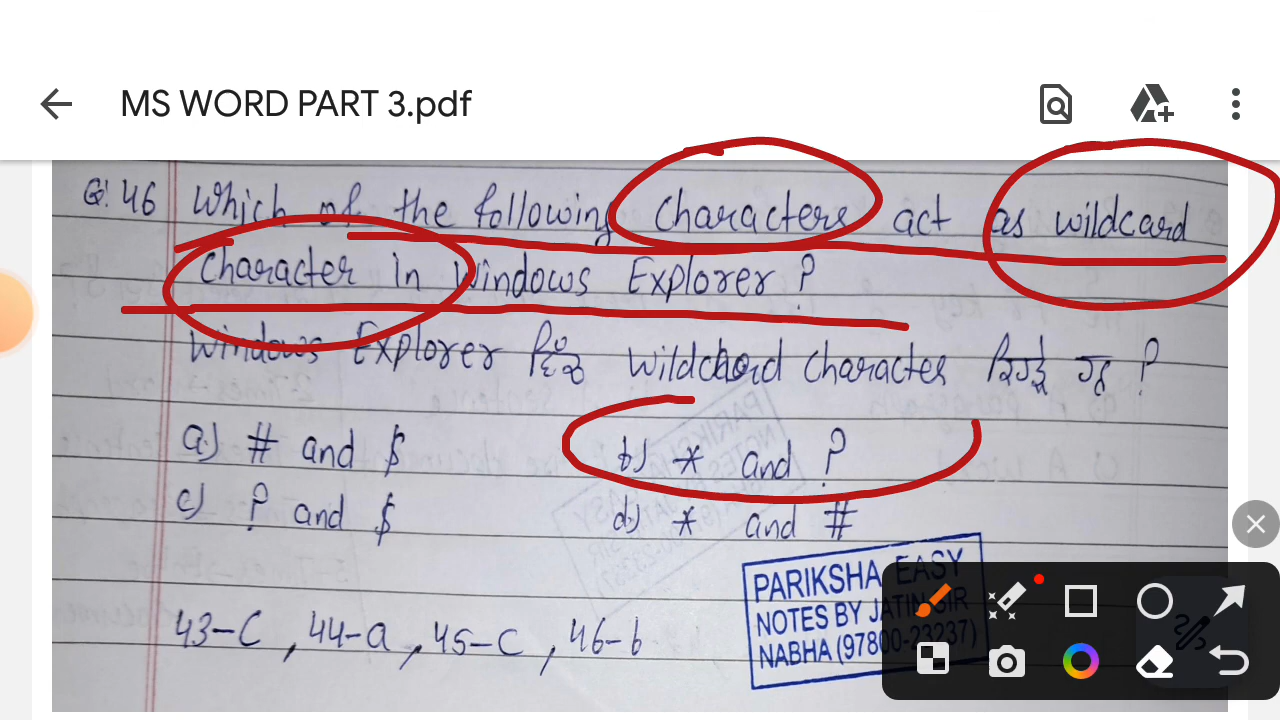 MS WORD PART 3.pdf
Q.46 Which of the following Characters act as wildcard
Character in Windows Explorer ?
Windows Explorer ਵਿੱਚ Wildchard Character ਕਿਹੜੇ ਹਨ ?
a) # and $
b) * and ?
c) ? and $
d) * and #
43-C , 44-a , 45-C , 46-b
PARIKSHA EASY
NOTES BY JATIN SIR
NABHA (97800-23237)